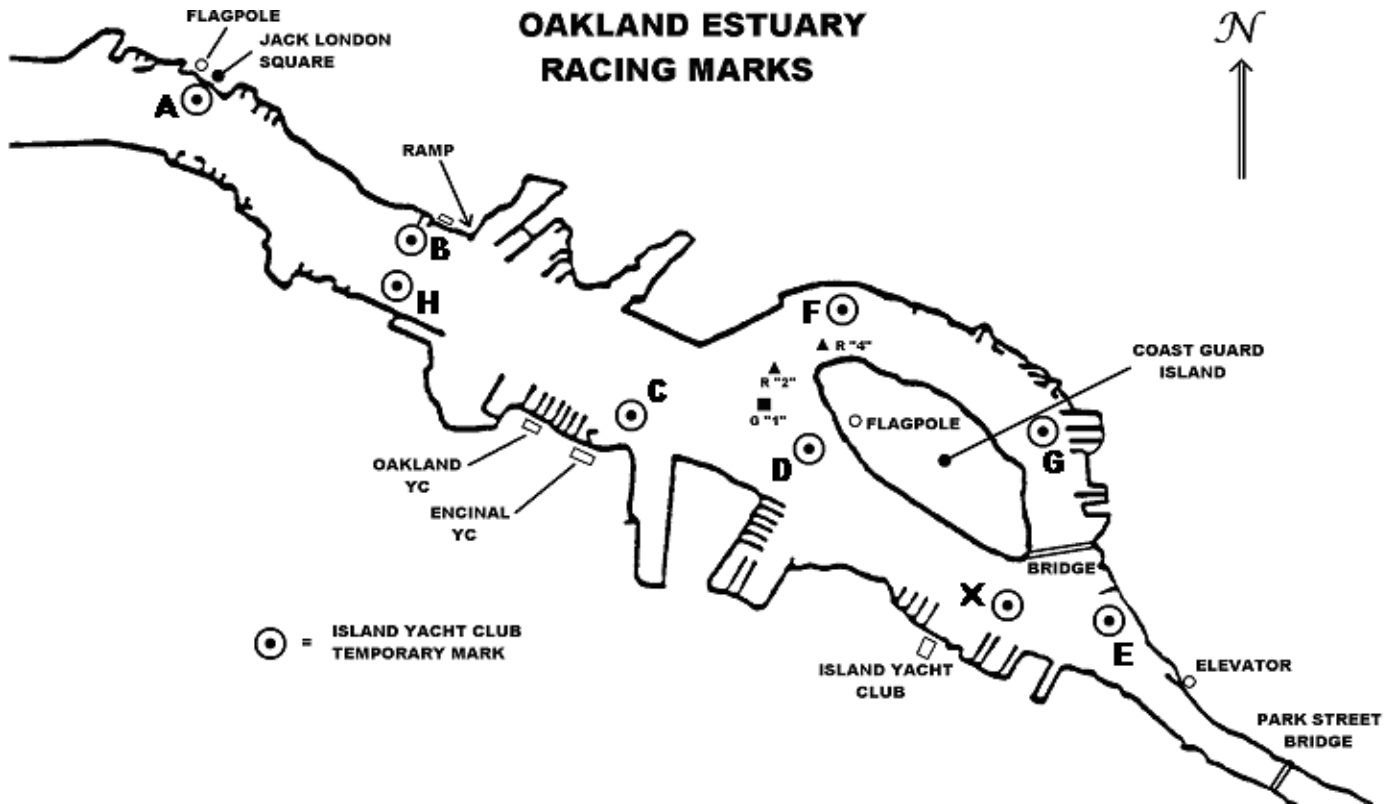 OAKLAND ESTUARY
RACING MARKS
N
FLAGPOLE
JACK LONDON
SQUARE
A
RAMP
B
H
F
R "4"
R "2"
G "1"
C
D
FLAGPOLE
COAST GUARD
ISLAND
G
OAKLAND
YC
ENCINAL
YC
BRIDGE
X
E
= ISLAND YACHT CLUB
TEMPORARY MARK
ISLAND YACHT
CLUB
ELEVATOR
PARK STREET
BRIDGE